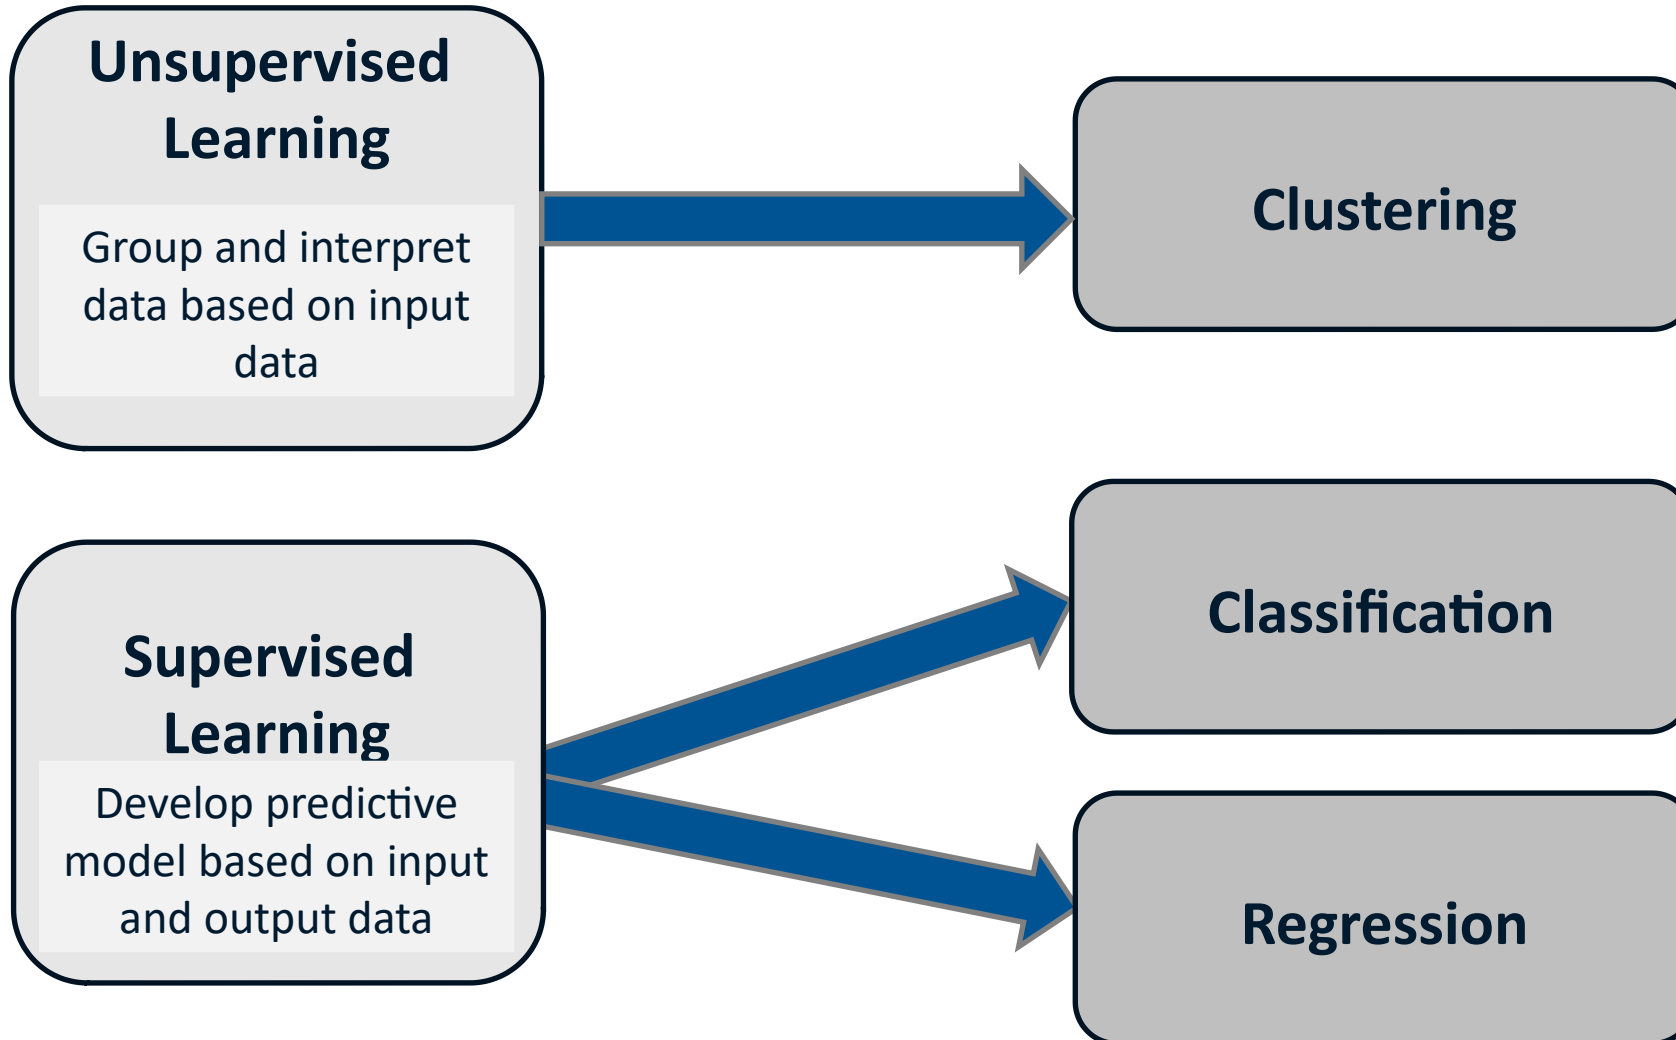 Unsupervised
Learning
Group and interpret
data based on input
data
Clustering
Supervised
Learning
Develop predictive
model based on input
and output data
Classification
Regression